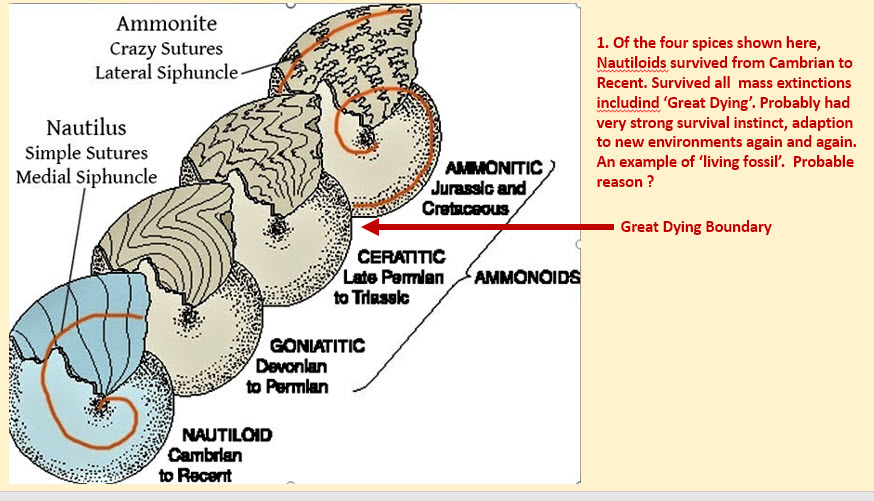 Ammonite
Crazy Sutures
Lateral Siphuncle
Nautilus
Simple Sutures
Medial Siphuncle
AMMONITIC
Jurassic and
Cretaceous
CERATITIC
Late Permian
to Triassic
AMMONOIDS
GONIATITIC
Devonian
to Permian
NAUTILOID
Cambrian
to Recent
1. Of the four spices shown here,
Nautiloids survived from Cambrian to
Recent. Survived all mass extinctions
includind ‘Great Dying’. Probably had
very strong survival instinct, adaption
to new environments again and again.
An example of ‘living fossil’. Probable
reason ?
Great Dying Boundary